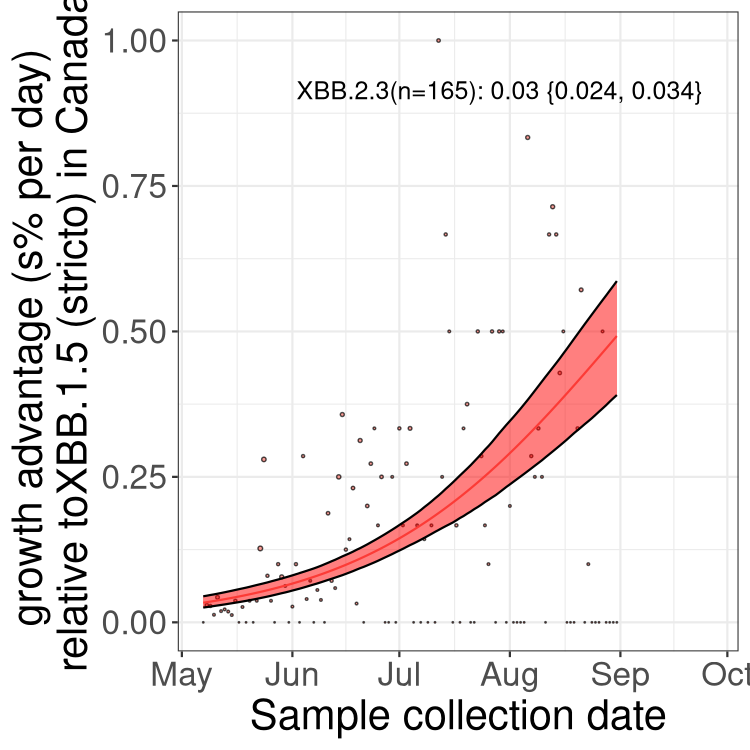 growth advantage (s% per day)
relative toXBB.1.5 (stricto) in Canada
1.00
0.75
0.50
0.25
0.00
XBB.2.3(n=165): 0.03 {0.024, 0.034}
May Jun Jul Aug Sep Oct
Sample collection date